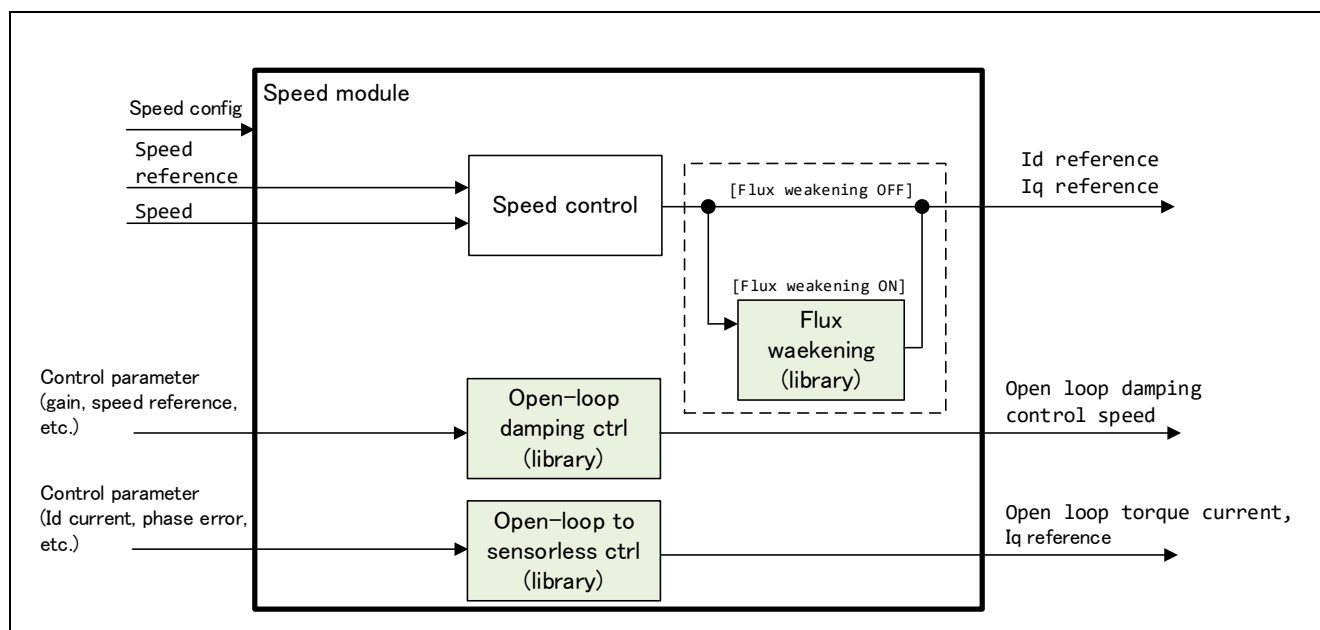 Speed module
Speed config
Speed
reference
Speed
Speed control
[Flux weakening OFF]
Id reference
Iq reference
[Flux weakening ON]
Flux
waekening
(library)
Control parameter
(gain, speed reference,
etc.)
Open-loop
damping ctrl
(library)
Open loop damping
control speed
Control parameter
(Id current, phase error,
etc.)
Open-loop to
sensorless ctrl
(library)
Open loop torque current,
Iq reference